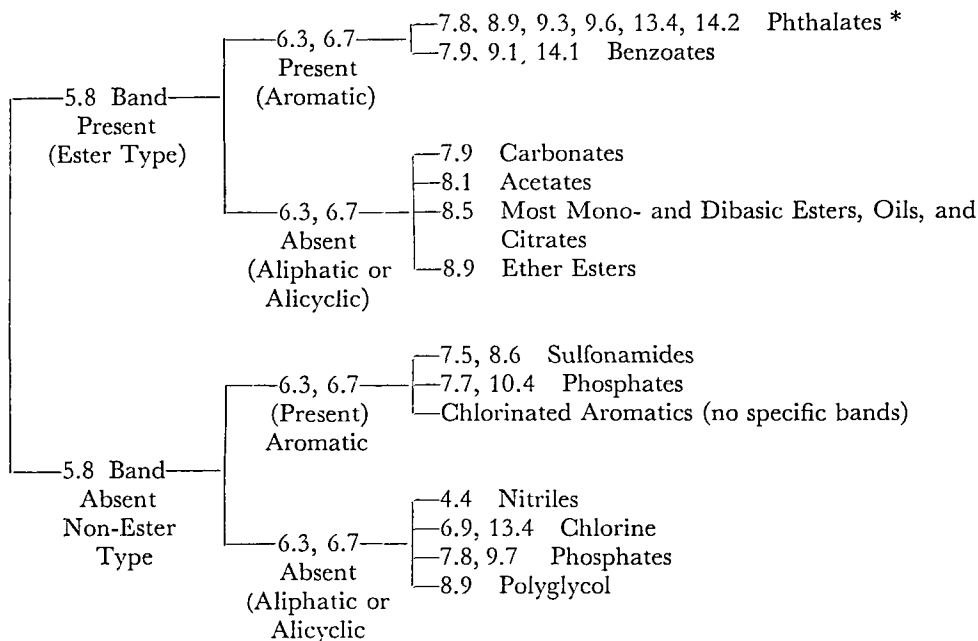 6.3, 6.7
Present
(Aromatic)
7.8, 8.9, 9.3, 9.6, 13.4, 14.2 Phthalates *
7.9, 9.1, 14.1 Benzoates
5.8 Band
Present
(Ester Type)
6.3, 6.7
Absent
(Aliphatic or
Alicyclic)
7.9 Carbonates
8.1 Acetates
8.5 Most Mono- and Dibasic Esters, Oils, and
Citrates
8.9 Ether Esters
6.3, 6.7
(Present)
Aromatic
7.5, 8.6 Sulfonamides
7.7, 10.4 Phosphates
Chlorinated Aromatics (no specific bands)
5.8 Band
Absent
Non-Ester
Type
6.3, 6.7
Absent
(Aliphatic or
Alicyclic
4.4 Nitriles
6.9, 13.4 Chlorine
7.8, 9.7 Phosphates
8.9 Polyglycol